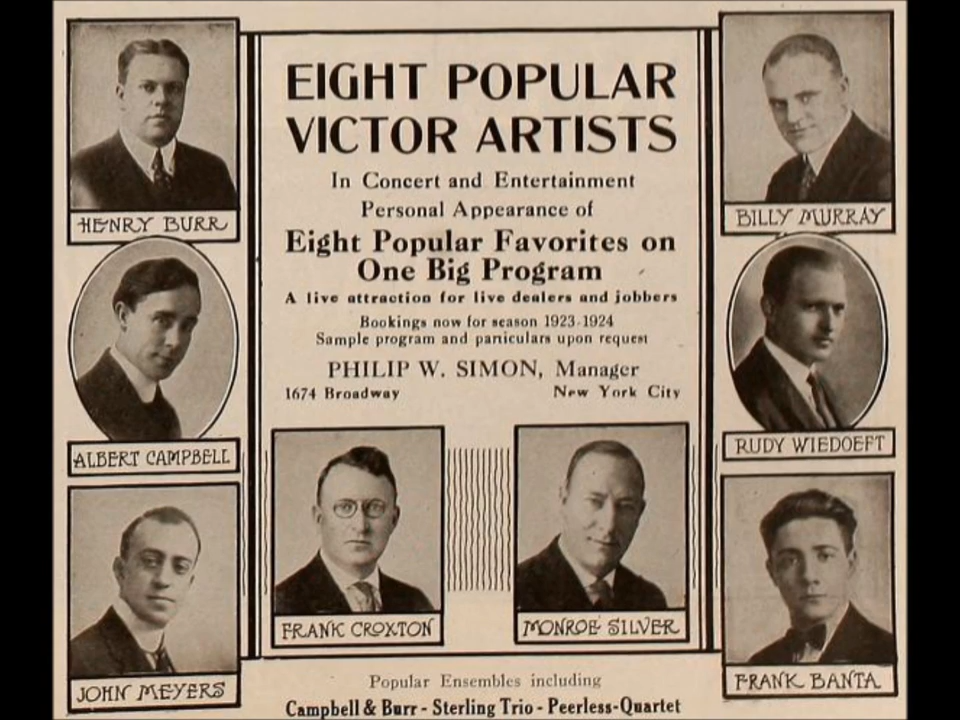 EIGHT POPULAR
VICTOR ARTISTS
In Concert and Entertainment
Personal Appearance of
Eight Popular Favorites on
One Big Program
A live attraction for live dealers and jobbers
Bookings now for season 1923-1924
Sample program and particulars upon request
PHILIP W. SIMON, Manager
1674 Broadway New York City
HENRY BURR
BILLY MURRAY
ALBERT CAMPBELL
RUDY WIEDOEFT
JOHN MEYERS
FRANK CROXTON
MONROE SILVER
FRANK BANTA
Popular Ensembles including
Campbell & Burr - Sterling Trio - Peerless-Quartet